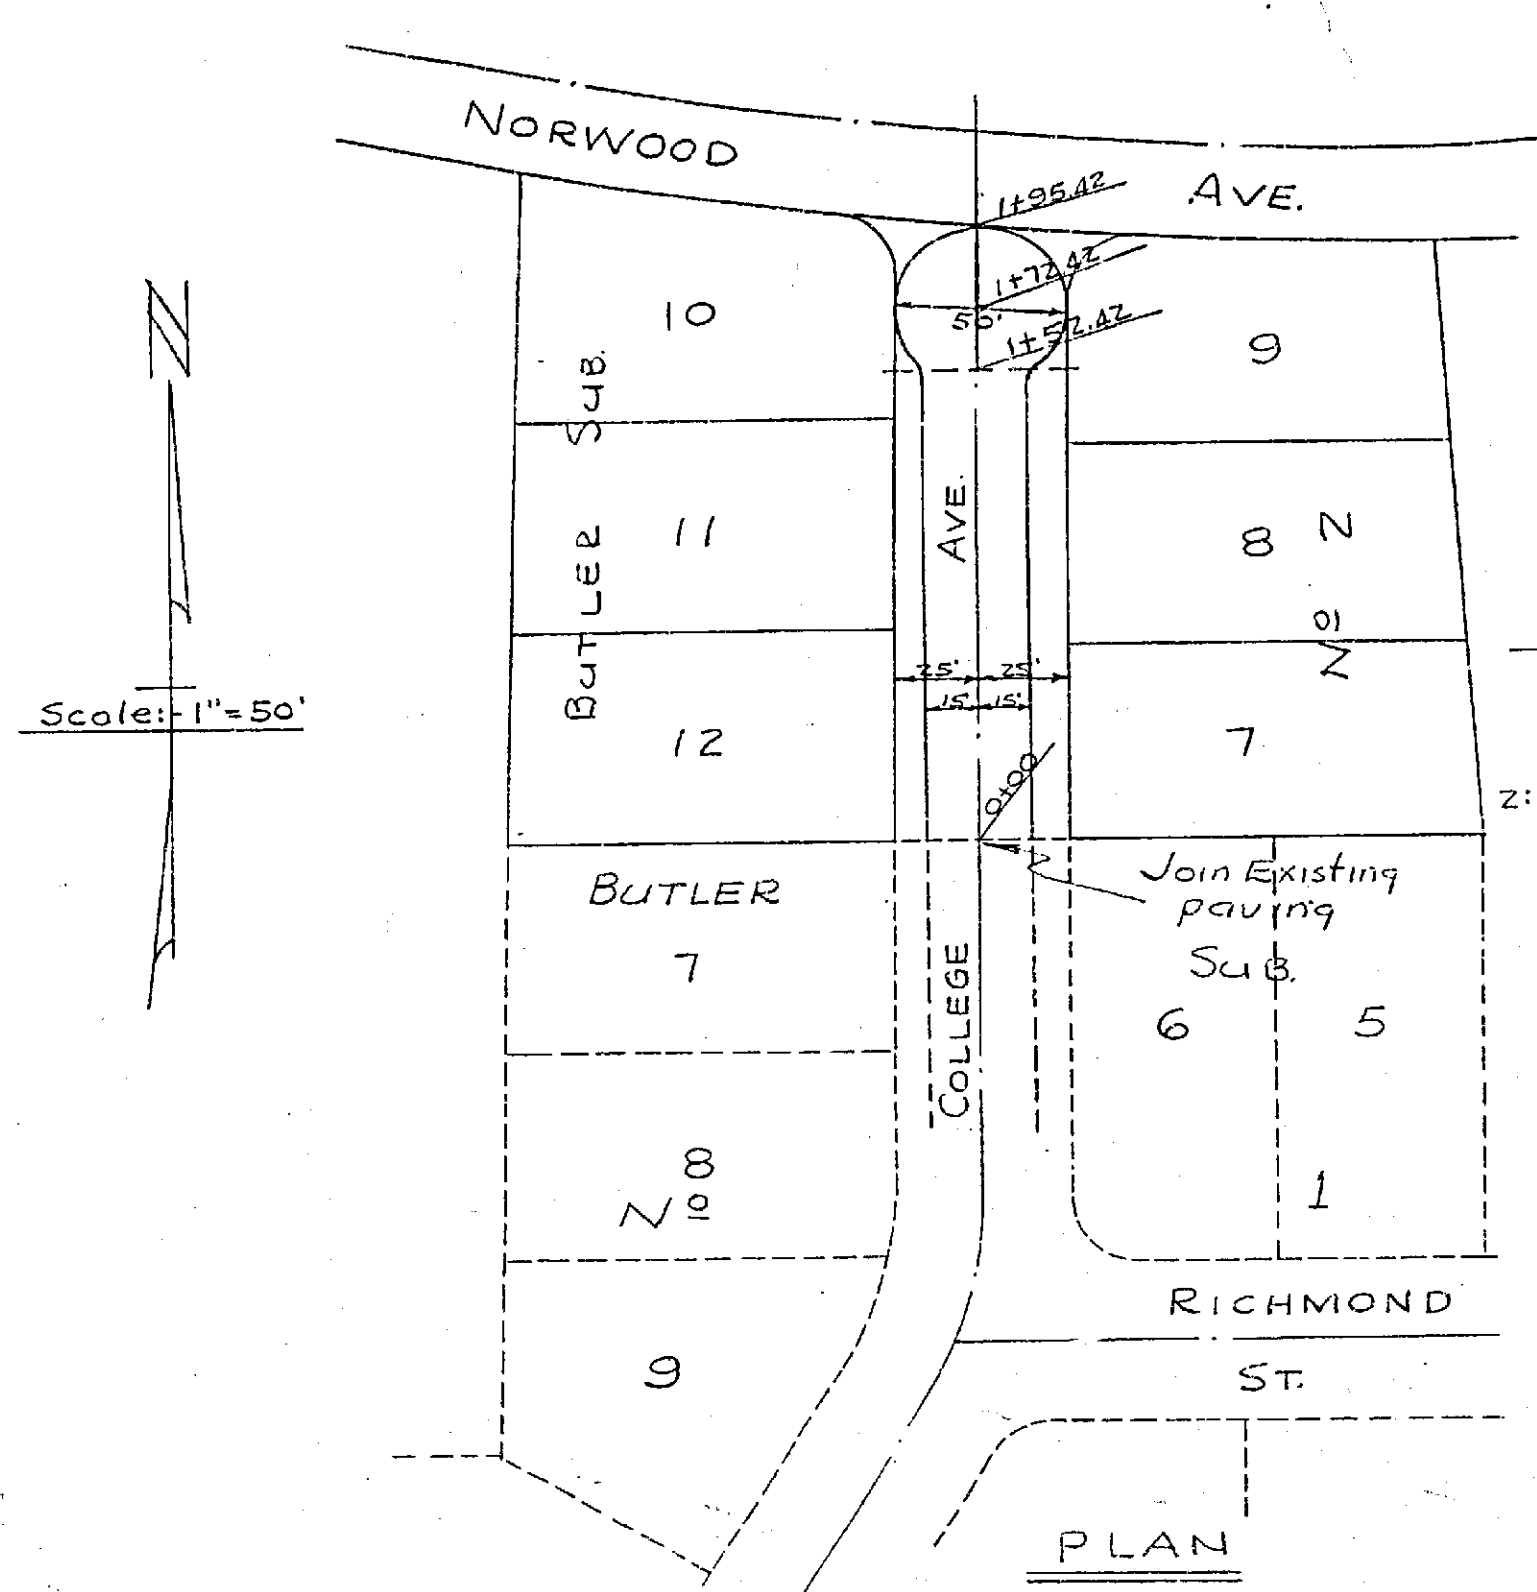 NORWOOD AVE.
1+95.42
1+72.42
50'
1+52.42
N
Scale:- 1"=50'
BUTLER SUB.
No 2
10
11
12
9
8
7
AVE.
25' 25'
15' 15'
0+00
Join Existing
paving
BUTLER SUB.
No 1
7
8
9
6
5
COLLEGE
2:
RICHMOND
ST.
PLAN